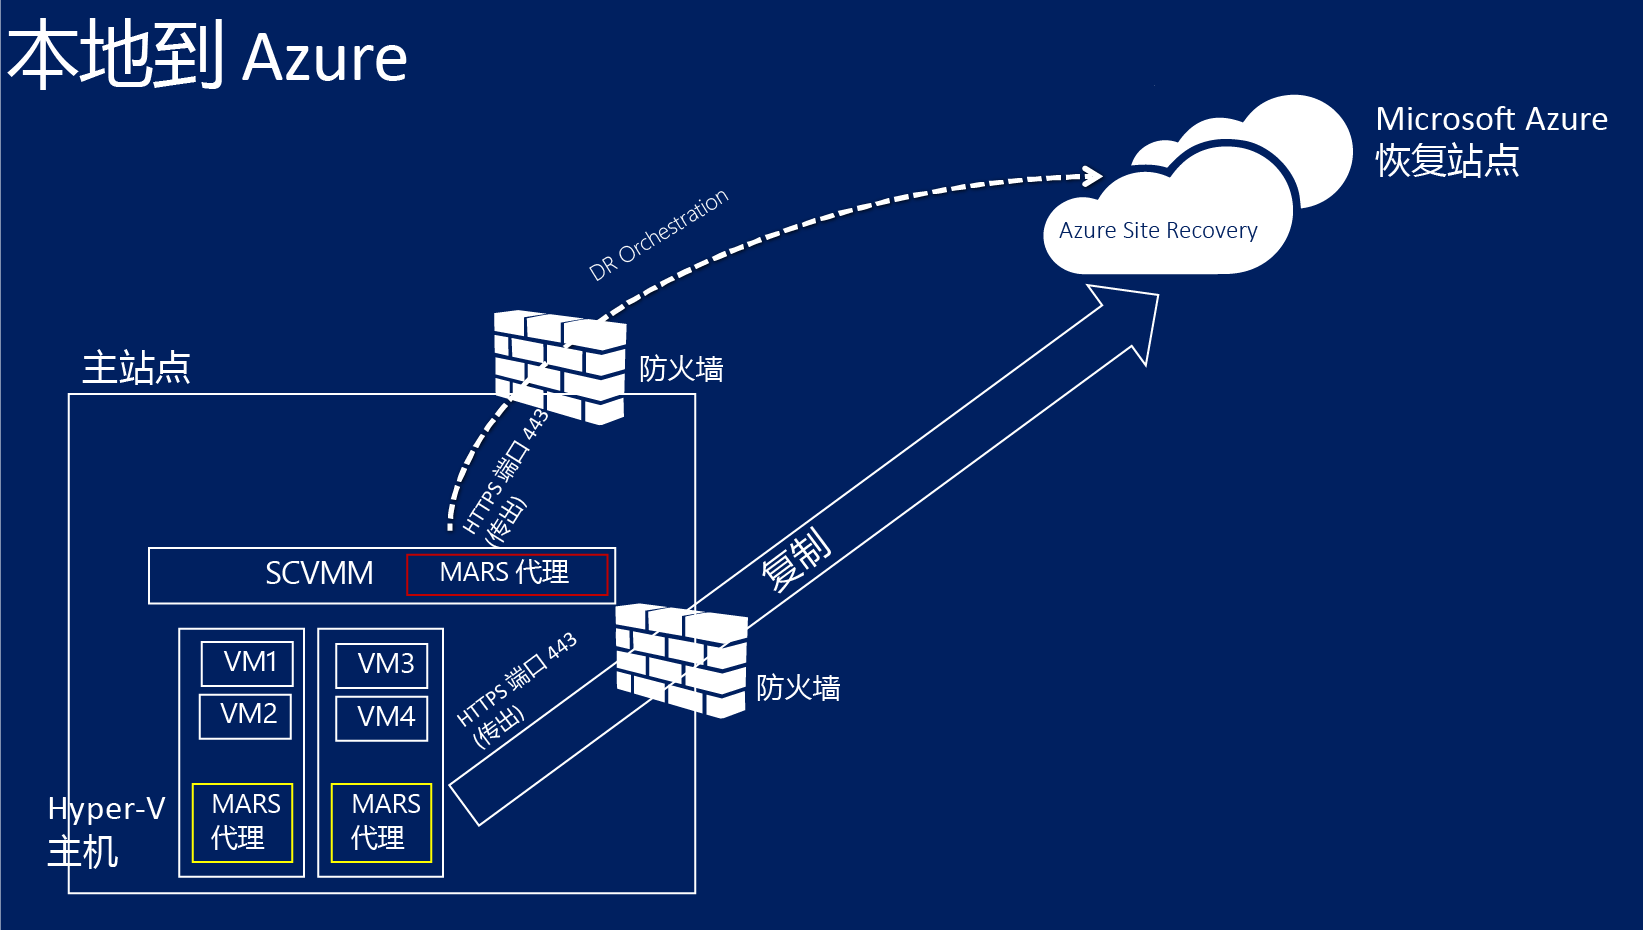 本地到 Azure
Microsoft Azure
恢复站点
Azure Site Recovery
DR Orchestration
主站点
防火墙
HTTPS 端口 443
(传出)
SCVMM
MARS 代理
复制
VM1
VM2
VM3
VM4
HTTPS 端口 443
(传出)
防火墙
Hyper-V
主机
MARS
代理
MARS
代理